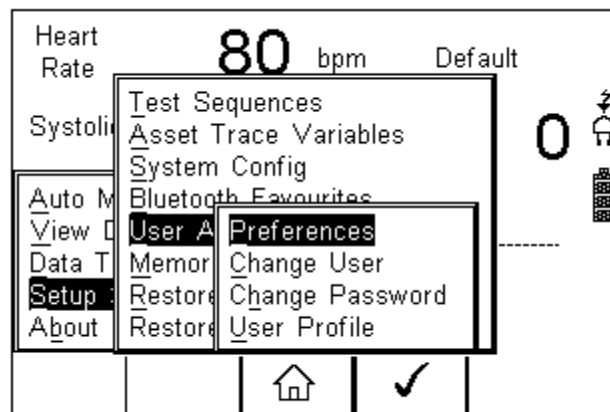 Heart
Rate
80 bpm
Default
Systoli
0
Test Sequences
Asset Trace Variables
System Config
Bluetooth Favourites
User A
Memor
Restore
Restore
Auto M
View D
Data T
Setup
About
Preferences
Change User
Change Password
User Profile